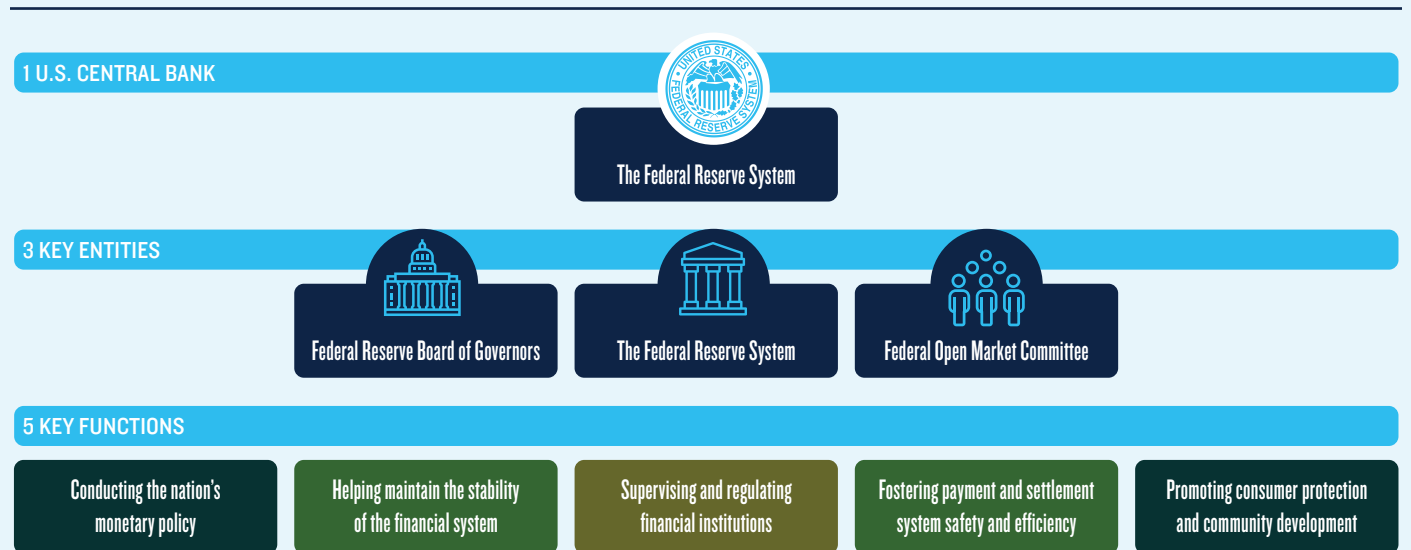 1 U.S. CENTRAL BANK
UNITED STATES
FEDERAL RESERVE SYSTEM
The Federal Reserve System
3 KEY ENTITIES
Federal Reserve Board of Governors
The Federal Reserve System
Federal Open Market Committee
5 KEY FUNCTIONS
Conducting the nation's
monetary policy
Helping maintain the stability
of the financial system
Supervising and regulating
financial institutions
Fostering payment and settlement
system safety and efficiency
Promoting consumer protection
and community development